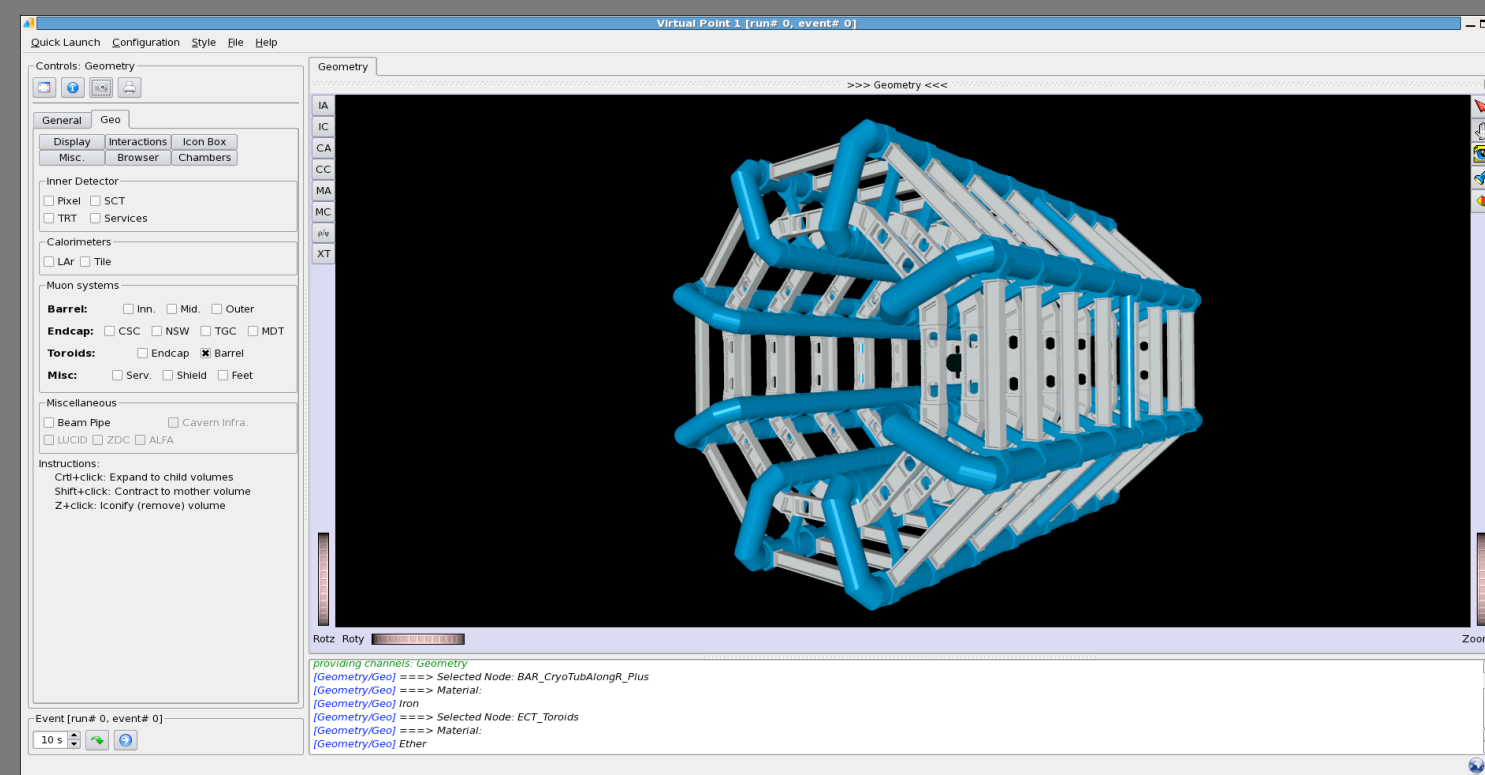 Virtual Point 1 [run# 0, event# 0]
Quick Launch Configuration Style File Help
Controls: Geometry
General Geo
Display Interactions Icon Box
Misc. Browser Chambers
Inner Detector
Pixel SCT
TRT Services
Calorimeters
LAr Tile
Muon systems
Barrel: Inn. Mid. Outer
Endcap: CSC NSW TGC MDT
Toroids: Endcap Barrel
Misc: Serv. Shield Feet
Miscellaneous
Beam Pipe Cavern Infra.
LUCID ZDC ALFA
Instructions:
Crtl+click: Expand to child volumes
Shift+click: Contract to mother volume
Z+click: Iconify (remove) volume
Event [run# 0, event# 0]
10 s
Geometry
>>> Geometry <<<
IA
IC
CA
CC
MA
MC
ρ/φ
XT
Rotz Roty
Zoo
providing channels: Geometry
[Geometry/Geo] ===> Selected Node: BAR_CryoTubAlongR_Plus
[Geometry/Geo] ===> Material:
[Geometry/Geo] Iron
[Geometry/Geo] ===> Selected Node: ECT_Toroids
[Geometry/Geo] ===> Material:
[Geometry/Geo] Ether